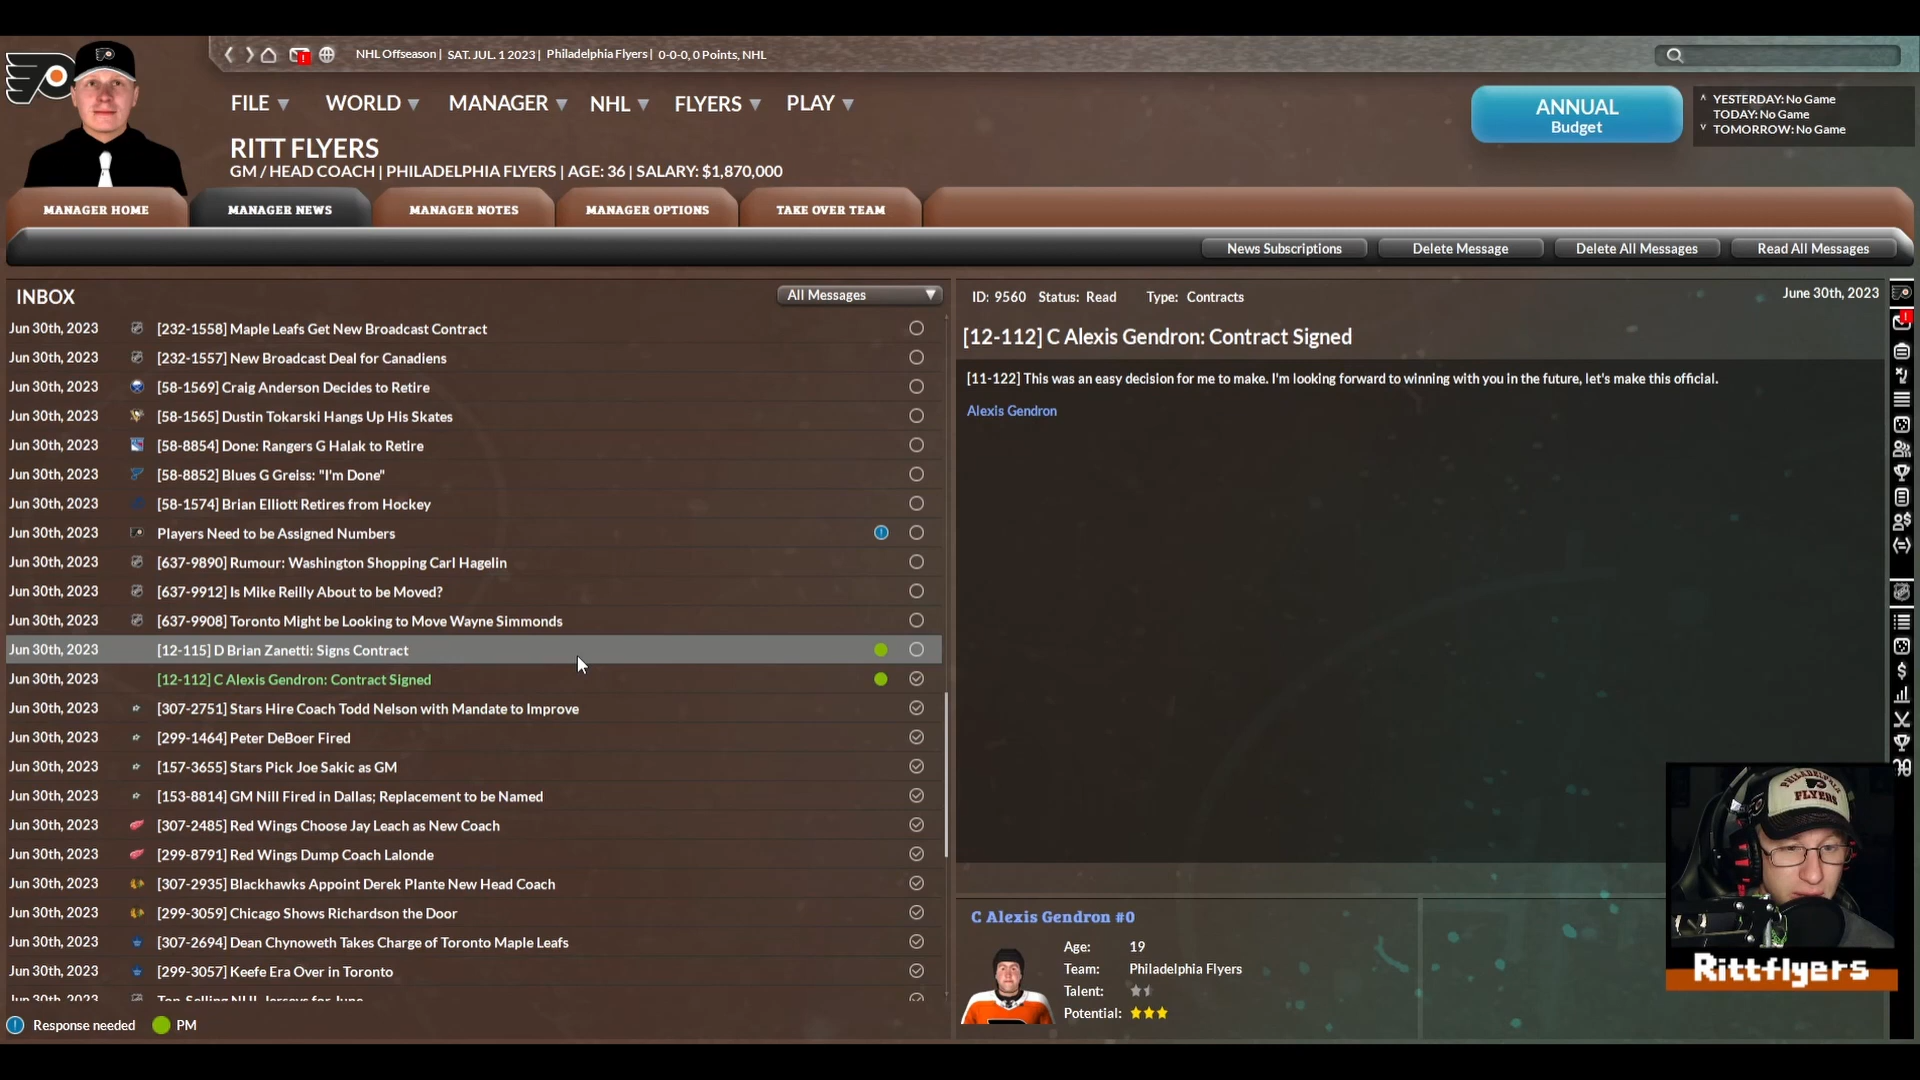 NHL Offseason | SAT. JUL. 1 2023 | Philadelphia Flyers | 0-0-0, 0 Points, NHL
FILE WORLD MANAGER NHL FLYERS PLAY
ANNUAL
Budget
YESTERDAY: No Game
TODAY: No Game
TOMORROW: No Game
RITT FLYERS
GM / HEAD COACH | PHILADELPHIA FLYERS | AGE: 36 | SALARY: $1,870,000
MANAGER HOME MANAGER NEWS MANAGER NOTES MANAGER OPTIONS TAKE OVER TEAM
News Subscriptions Delete Message Delete All Messages Read All Messages
INBOX All Messages
Jun 30th, 2023 [232-1558] Maple Leafs Get New Broadcast Contract
Jun 30th, 2023 [232-1557] New Broadcast Deal for Canadiens
Jun 30th, 2023 [58-1569] Craig Anderson Decides to Retire
Jun 30th, 2023 [58-1565] Dustin Tokarski Hangs Up His Skates
Jun 30th, 2023 [58-8854] Done: Rangers G Halak to Retire
Jun 30th, 2023 [58-8852] Blues G Greiss: "I'm Done"
Jun 30th, 2023 [58-1574] Brian Elliott Retires from Hockey
Jun 30th, 2023 Players Need to be Assigned Numbers
Jun 30th, 2023 [637-9890] Rumour: Washington Shopping Carl Hagelin
Jun 30th, 2023 [637-9912] Is Mike Reilly About to be Moved?
Jun 30th, 2023 [637-9908] Toronto Might be Looking to Move Wayne Simmonds
Jun 30th, 2023 [12-115] D Brian Zanetti: Signs Contract
Jun 30th, 2023 [12-112] C Alexis Gendron: Contract Signed
Jun 30th, 2023 [307-2751] Stars Hire Coach Todd Nelson with Mandate to Improve
Jun 30th, 2023 [299-1464] Peter DeBoer Fired
Jun 30th, 2023 [157-3655] Stars Pick Joe Sakic as GM
Jun 30th, 2023 [153-8814] GM Nill Fired in Dallas; Replacement to be Named
Jun 30th, 2023 [307-2485] Red Wings Choose Jay Leach as New Coach
Jun 30th, 2023 [299-8791] Red Wings Dump Coach Lalonde
Jun 30th, 2023 [307-2935] Blackhawks Appoint Derek Plante New Head Coach
Jun 30th, 2023 [299-3059] Chicago Shows Richardson the Door
Jun 30th, 2023 [307-2694] Dean Chynoweth Takes Charge of Toronto Maple Leafs
Jun 30th, 2023 [299-3057] Keefe Era Over in Toronto
Jun 30th, 2023 Top-Selling NHL Jerseys for June
Response needed PM
ID: 9560 Status: Read Type: Contracts June 30th, 2023
[12-112] C Alexis Gendron: Contract Signed
[11-122] This was an easy decision for me to make. I'm looking forward to winning with you in the future, let's make this official.
Alexis Gendron
C Alexis Gendron #0
Age: 19
Team: Philadelphia Flyers
Talent:
Potential:
PHILADELPHIA
FLYERS
Rittflyers